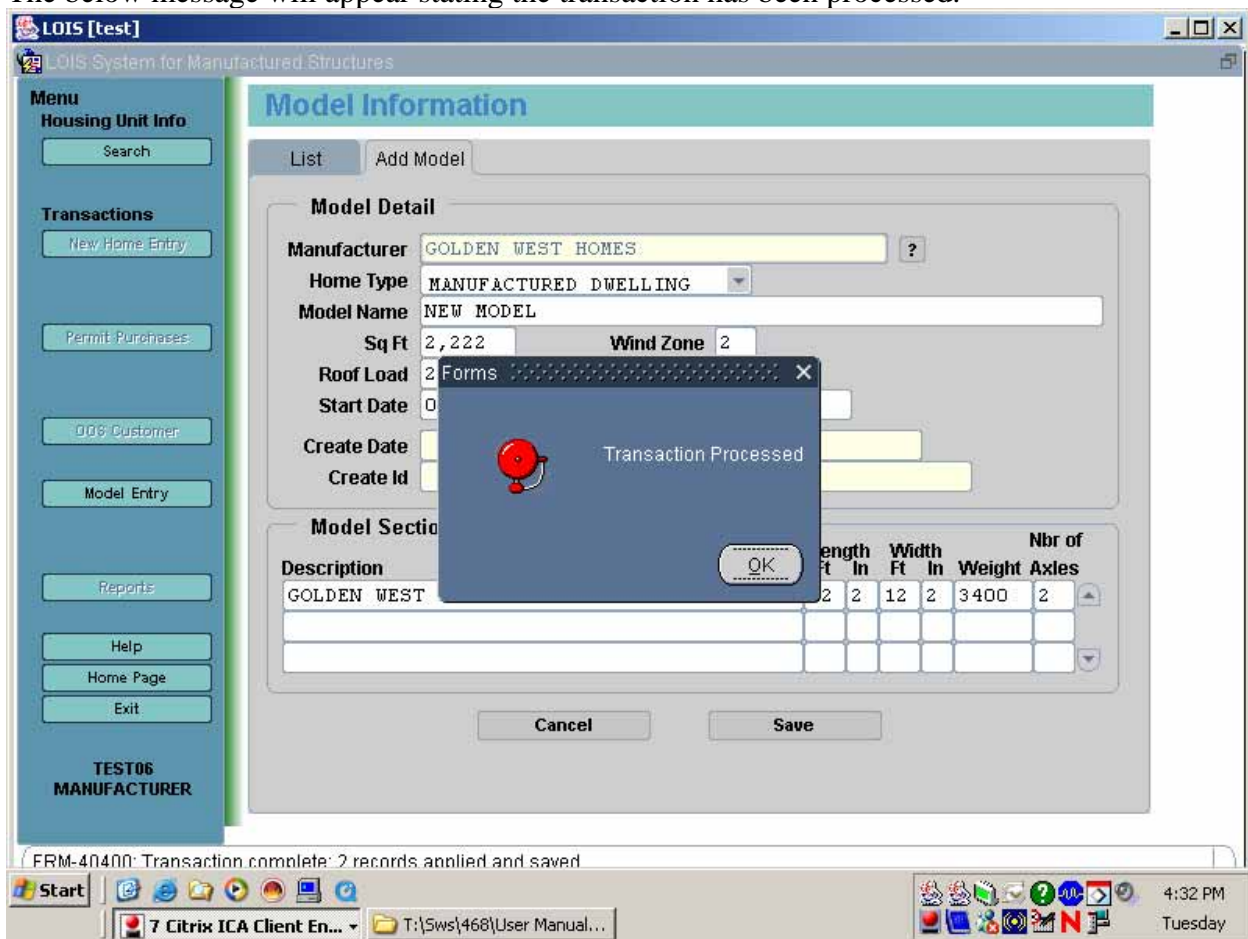 The below message will appear stating the transaction has been processed.
LOIS [test]
LOIS System for Manufactured Structures
Menu
Housing Unit Info
Search
Transactions
New Home Entry
Permit Purchases
OOS Customer
Model Entry
Reports
Help
Home Page
Exit
TEST06
MANUFACTURER
Model Information
List Add Model
Model Detail
Manufacturer GOLDEN WEST HOMES ?
Home Type MANUFACTURED DWELLING
Model Name NEW MODEL
Sq Ft 2,222 Wind Zone 2
Roof Load 2
Start Date 0
Create Date
Create Id
Forms
Transaction Processed
OK
Model Sectio
Description ength Width Nbr of
Ft In Ft In Weight Axles
GOLDEN WEST 2 2 12 2 3400 2
Cancel Save
FRM-40400: Transaction complete: 2 records applied and saved
Start 4:32 PM
7 Citrix ICA Client En... T:\Sws\468\User Manual... Tuesday